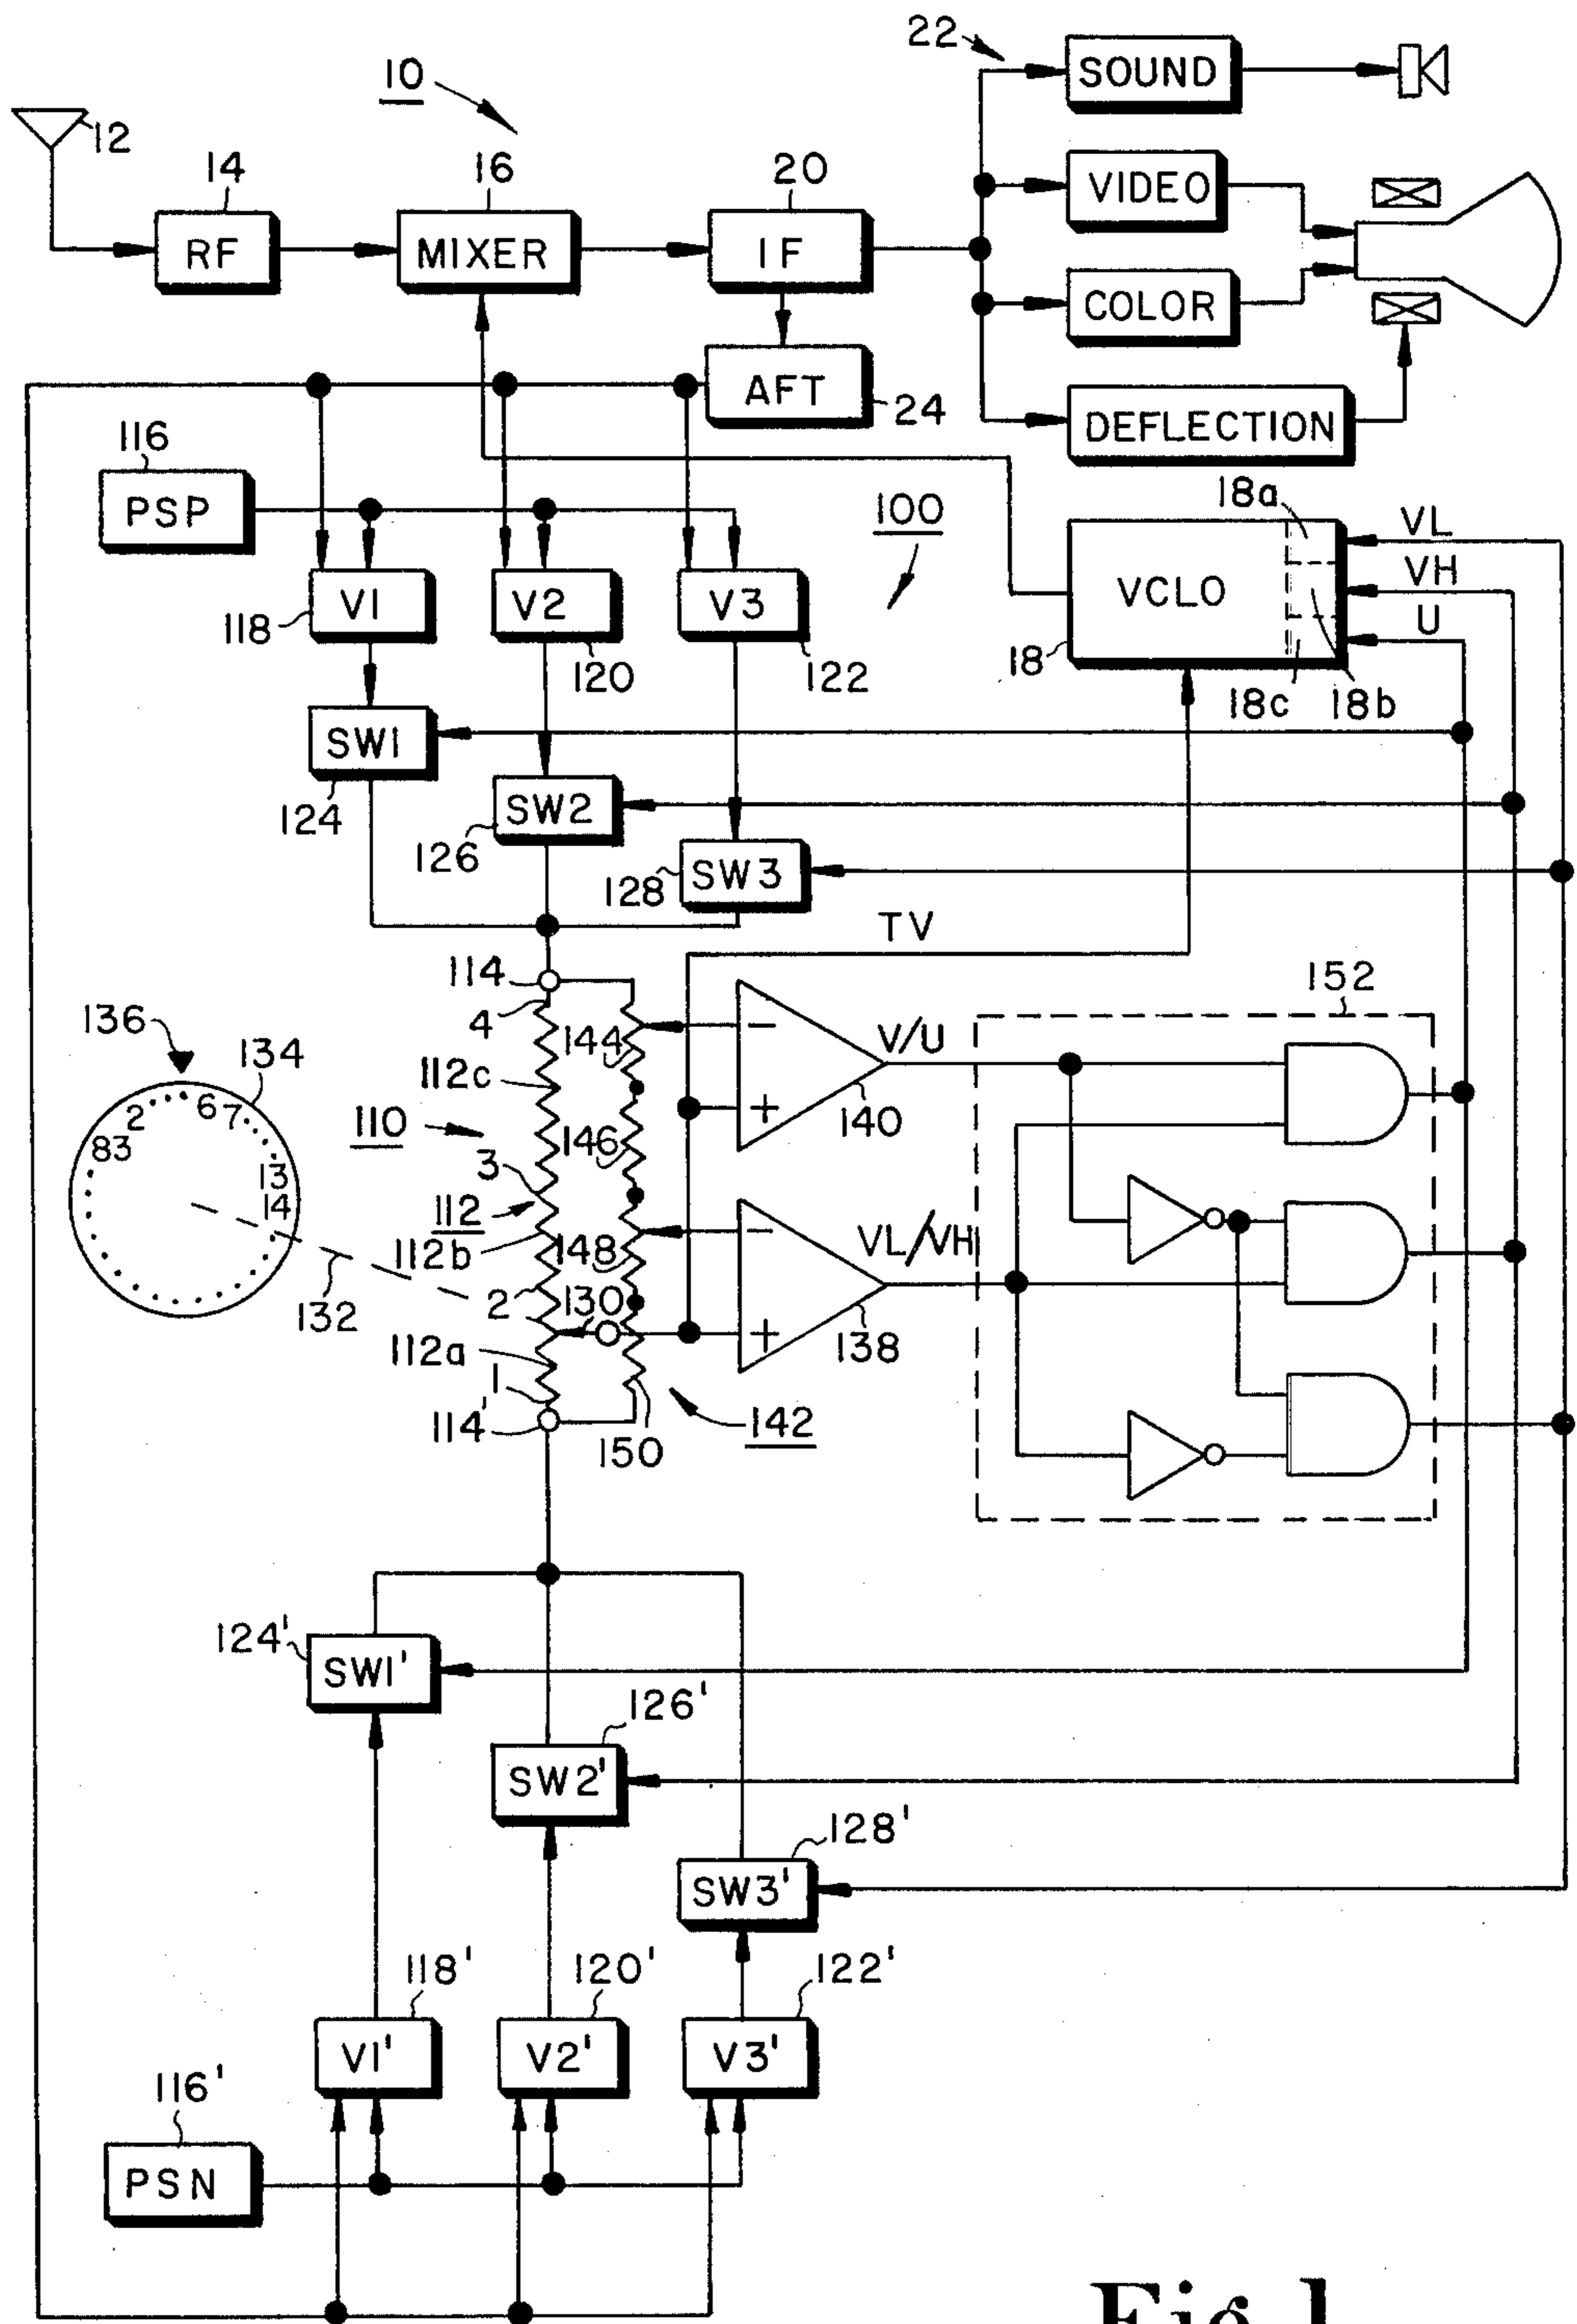 22
SOUND
10
12
14
16
20
VIDEO
RF
MIXER
IF
COLOR
AFT
24
DEFLECTION
116
PSP
100
18a
VL
VH
U
VCLO
V1
V2
V3
118
120
122
18
18c
18b
SW1
124
SW2
126
SW3
128
TV
114
4
152
136
134
144
V/U
112c
140
2
6
7
83
110
146
3
13
14
112
112b
148
VL/VH
132
2
130
138
112a
1
114'
150
142
−
+
−
+
124'
SW1'
126'
SW2'
128'
SW3'
118'
120'
122'
V1'
V2'
V3'
116'
PSN
Fig. 1